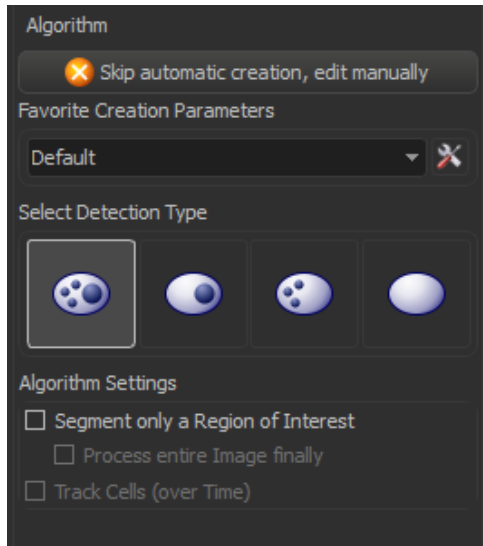 Algorithm
Skip automatic creation, edit manually
Favorite Creation Parameters
Default
Select Detection Type
Algorithm Settings
Segment only a Region of Interest
Process entire Image finally
Track Cells (over Time)